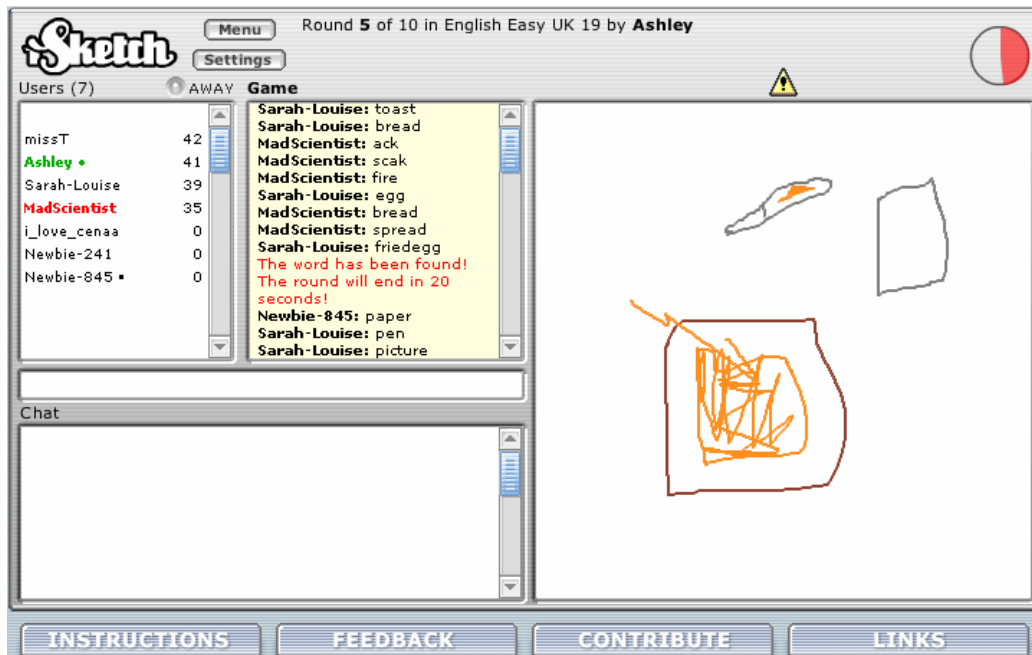 iSketch
Menu
Settings
Round 5 of 10 in English Easy UK 19 by Ashley
Users (7)
AWAY
Game
missT 42
Ashley • 41
Sarah-Louise 39
MadScientist 35
i_love_cenaa 0
Newbie-241 0
Newbie-845 ▪ 0
Sarah-Louise: toast
Sarah-Louise: bread
MadScientist: ack
MadScientist: scak
MadScientist: fire
Sarah-Louise: egg
MadScientist: bread
MadScientist: spread
Sarah-Louise: friedegg
The word has been found!
The round will end in 20
seconds!
Newbie-845: paper
Sarah-Louise: pen
Sarah-Louise: picture
Chat
INSTRUCTIONS
FEEDBACK
CONTRIBUTE
LINKS